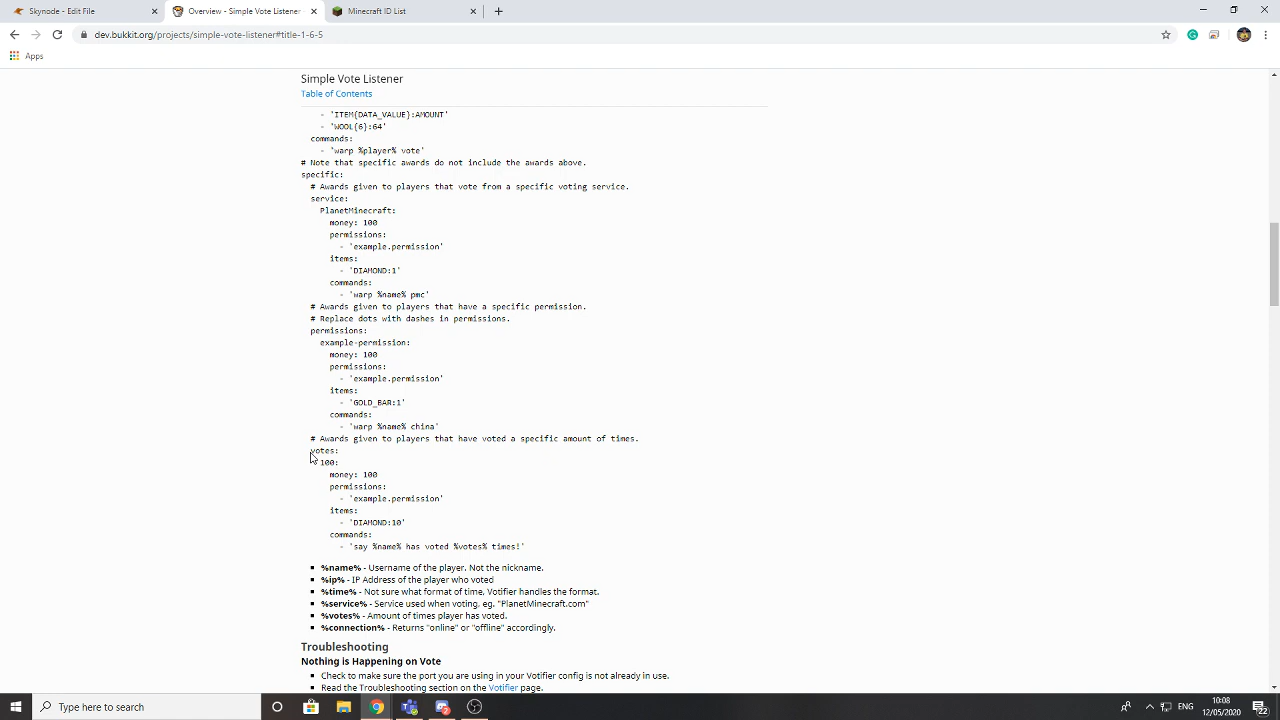 Skynode - Edit File
Overview - Simple Vote Listener
Minecraft ID List
dev.bukkit.org/projects/simple-vote-listener#title-1-6-5
Apps
Simple Vote Listener
Table of Contents
- 'ITEM{DATA_VALUE}:AMOUNT'
- 'WOOL{6}:64'
commands:
- 'warp %player% vote'
# Note that specific awards do not include the awards above.
specific:
# Awards given to players that vote from a specific voting service.
service:
PlanetMinecraft:
money: 100
permissions:
- 'example.permission'
items:
- 'DIAMOND:1'
commands:
- 'warp %name% pmc'
# Awards given to players that have a specific permission.
# Replace dots with dashes in permissions.
permissions:
example-permission:
money: 100
permissions:
- 'example.permission'
items:
- 'GOLD_BAR:1'
commands:
- 'warp %name% china'
# Awards given to players that have voted a specific amount of times.
votes:
100:
money: 100
permissions:
- 'example.permission'
items:
- 'DIAMOND:10'
commands:
- 'say %name% has voted %votes% times!'
%name% - Username of the player. Not the nickname.
%ip% - IP Address of the player who voted
%time% - Not sure what format of time. Votifier handles the format.
%service% - Service used when voting, eg. "PlanetMinecraft.com"
%votes% - Amount of times player has voted.
%connection% - Returns "online" or "offline" accordingly.
Troubleshooting
Nothing is Happening on Vote
Check to make sure the port you are using in your Votifier config is not already in use.
Read the Troubleshooting section on the Votifier page.
Type here to search
ENG
10:08
12/05/2020
22